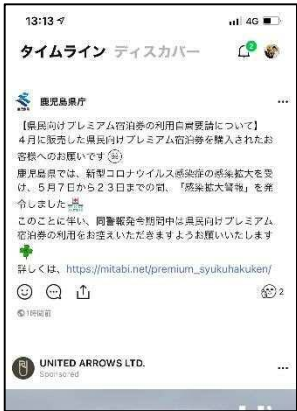 13:13
4G
タイムライン ディスカバー
鹿児島県庁
【県民向けプレミアム宿泊券の利用自粛要請について】
4月に販売した県民向けプレミアム宿泊券を購入されたお
客様へのお願いです
鹿児島県では、新型コロナウイルス感染症の感染拡大を受
け、5月7日から23日までの間、「感染拡大警報」を発
令しました
このことに伴い、同警報発令期間中は県民向けプレミアム
宿泊券の利用をお控えいただきますようお願いいたします
詳しくは、https://mitabi.net/premium_syukuhakuken/
2
1時間前
UNITED ARROWS LTD.
Sponsored